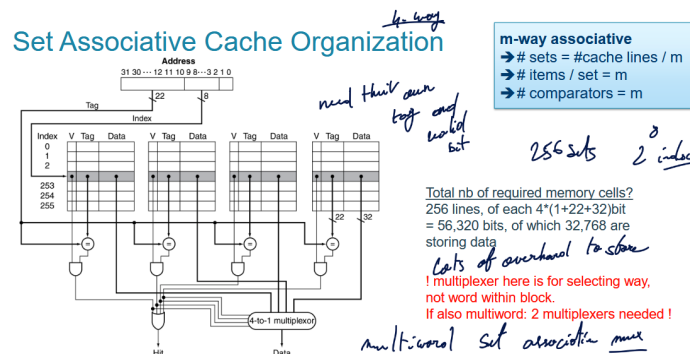 4-way
Set Associative Cache Organization
m-way associative
➔# sets = #cache lines / m
➔# items / set = m
➔# comparators = m
Address
31 30 ··· 12 11 10 9 8 ··· 3 2 1 0
22
8
Tag
Index
need their own
tag and
valid
bit
256 sets 2^8 index
Index V Tag Data V Tag Data V Tag Data V Tag Data
0
1
2
253
254
255
22 32
= = = =
Total nb of required memory cells?
256 lines, of each 4*(1+22+32)bit
= 56,320 bits, of which 32,768 are
storing data
Lots of overhead to store
! multiplexer here is for selecting way,
not word within block.
If also multiword: 2 multiplexers needed !
4-to-1 multiplexor
Hit Data
multiword set associative mux